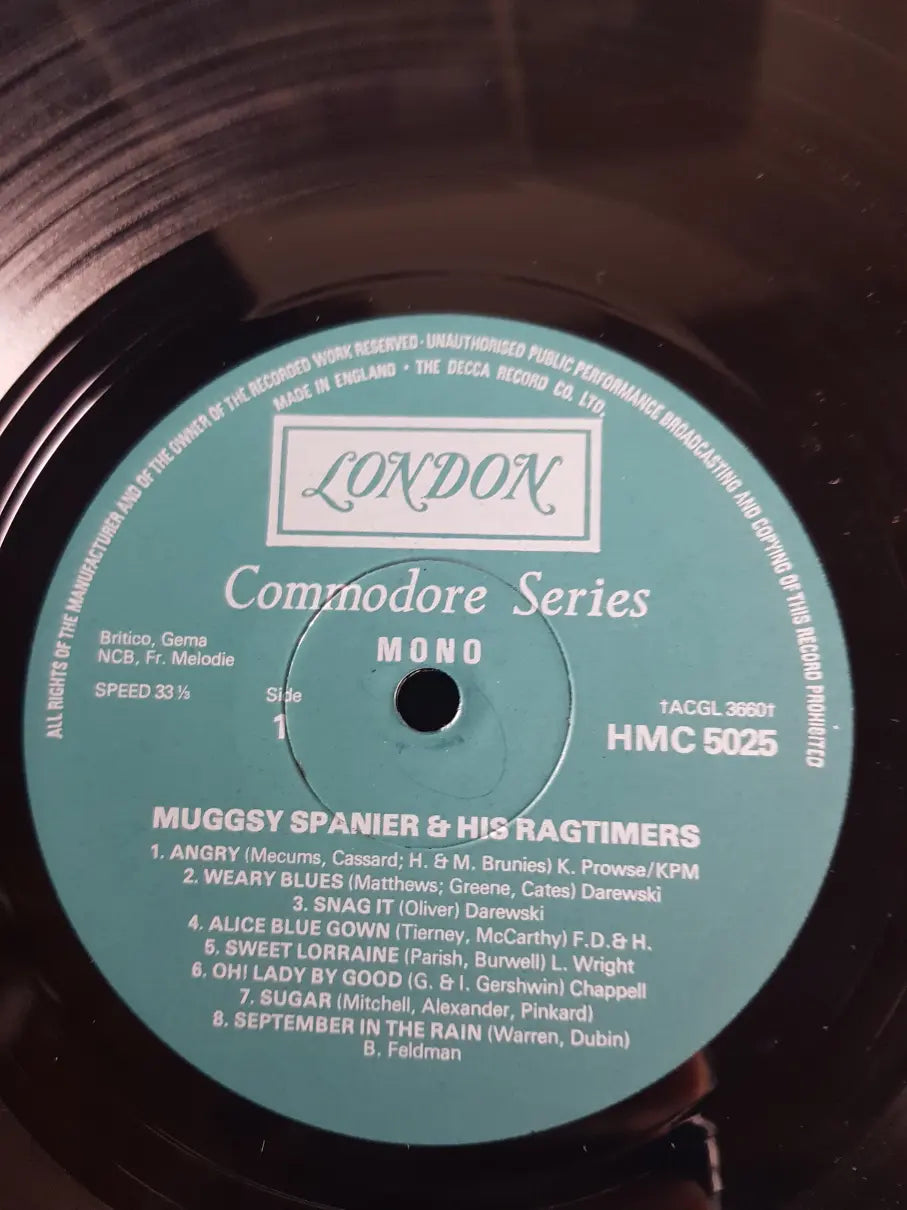 ALL RIGHTS OF THE MANUFACTURER AND OF THE OWNER OF THE RECORDED WORK RESERVED · UNAUTHORISED PUBLIC PERFORMANCE BROADCASTING AND COPYING OF THIS RECORD PROHIBITED
MADE IN ENGLAND · THE DECCA RECORD CO. LTD.
LONDON
Commodore Series
MONO
Britico, Gema
NCB, Fr. Melodie
SPEED 33⅓
Side
1
†ACGL 3660†
HMC 5025
MUGGSY SPANIER & HIS RAGTIMERS
1. ANGRY (Mecums, Cassard; H. & M. Brunies) K. Prowse/KPM
2. WEARY BLUES (Matthews; Greene, Cates) Darewski
3. SNAG IT (Oliver) Darewski
4. ALICE BLUE GOWN (Tierney, McCarthy) F.D.& H.
5. SWEET LORRAINE (Parish, Burwell) L. Wright
6. OH! LADY BY GOOD (G. & I. Gershwin) Chappell
7. SUGAR (Mitchell, Alexander, Pinkard)
8. SEPTEMBER IN THE RAIN (Warren, Dubin)
B. Feldman